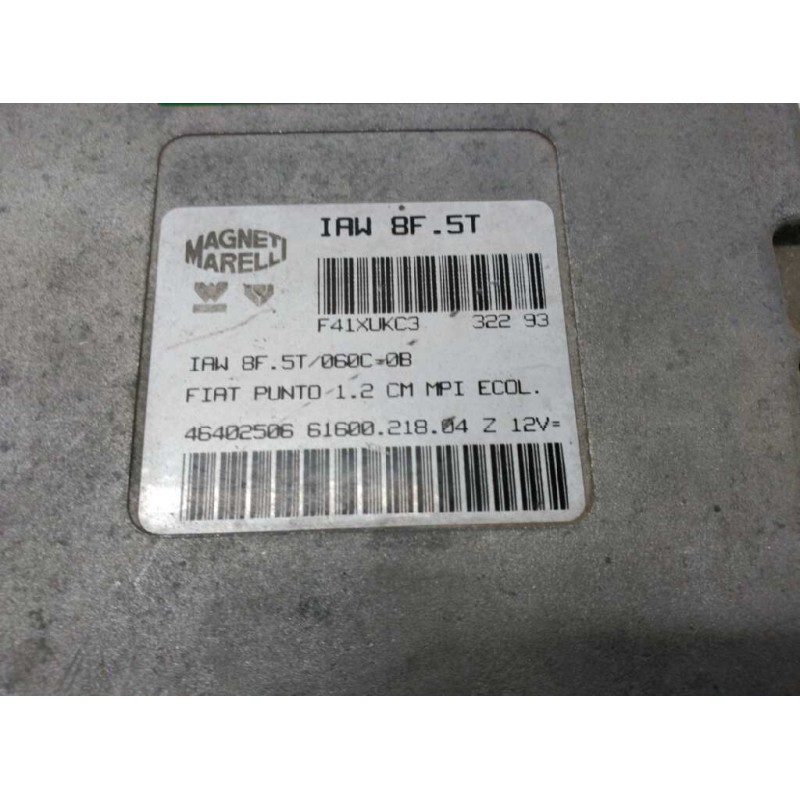 IAW 8F.5T
MAGNETI
MARELLI
F41XUKC3 322 93
IAW 8F.5T/060C=0B
FIAT PUNTO 1.2 CM MPI ECOL.
46402506 61600.218.04 Z 12V=